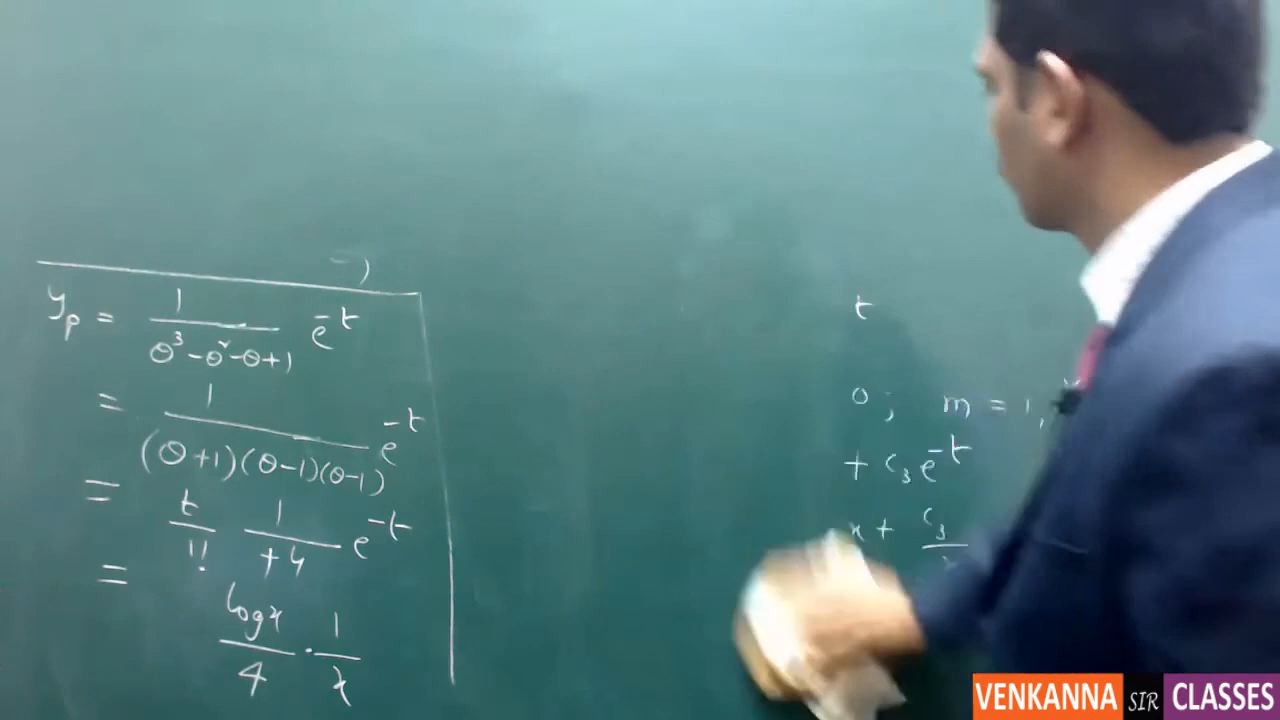 y_p = 1/(θ³-θ²-θ+1) e^-t
= 1/((θ+1)(θ-1)(θ-1)) e^-t
= t/1! 1/+4 e^-t
= logx/4 · 1/x
t
0; m = 1,
+ c₃e^-t
x + c₃
VENKANNA SIR CLASSES